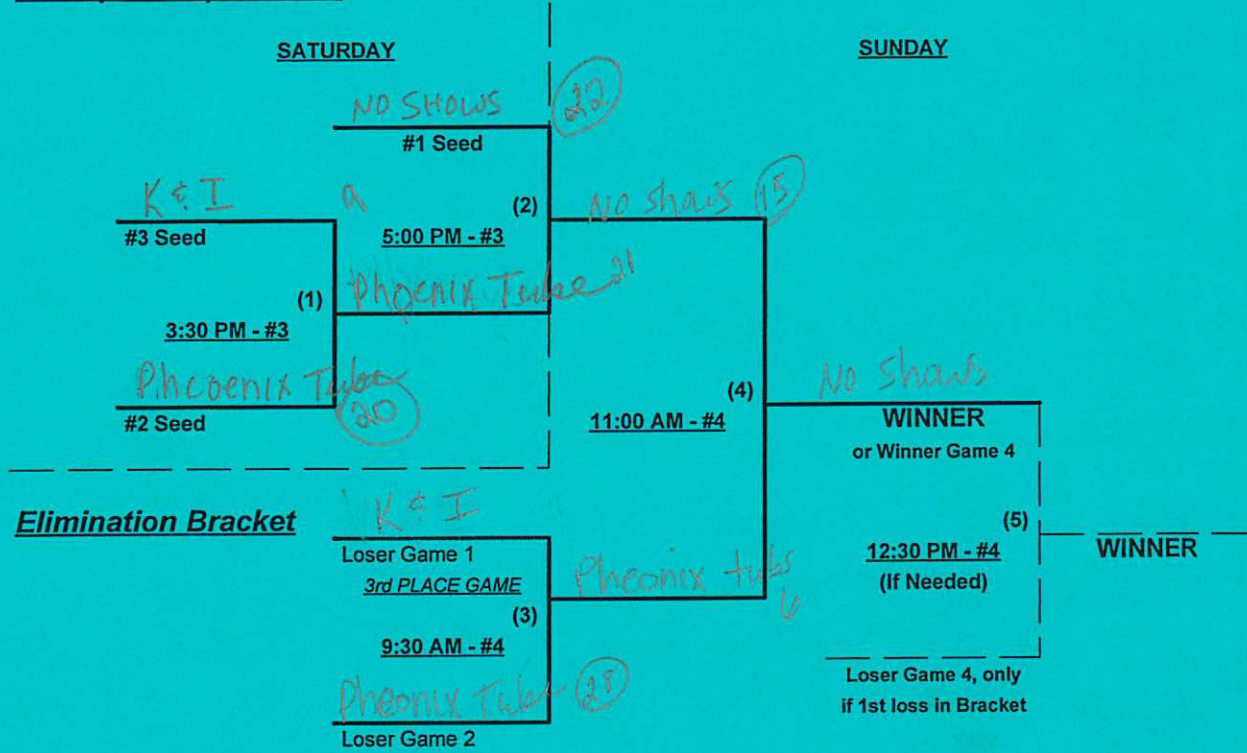 SATURDAY
SUNDAY
NO SHOWS 22
#1 Seed
K & I 9
#3 Seed
(2)
5:00 PM - #3
No shows 15
(1)
Phoenix Tube 21
3:30 PM - #3
Phcoenix Tube
20
#2 Seed
(4)
11:00 AM - #4
No Shows
WINNER
or Winner Game 4
Elimination Bracket
K & I
Loser Game 1
3rd PLACE GAME
(3)
9:30 AM - #4
Pheonix tubs
6
(5)
12:30 PM - #4
(If Needed)
WINNER
Pheonix Tube 28
Loser Game 2
Loser Game 4, only
if 1st loss in Bracket